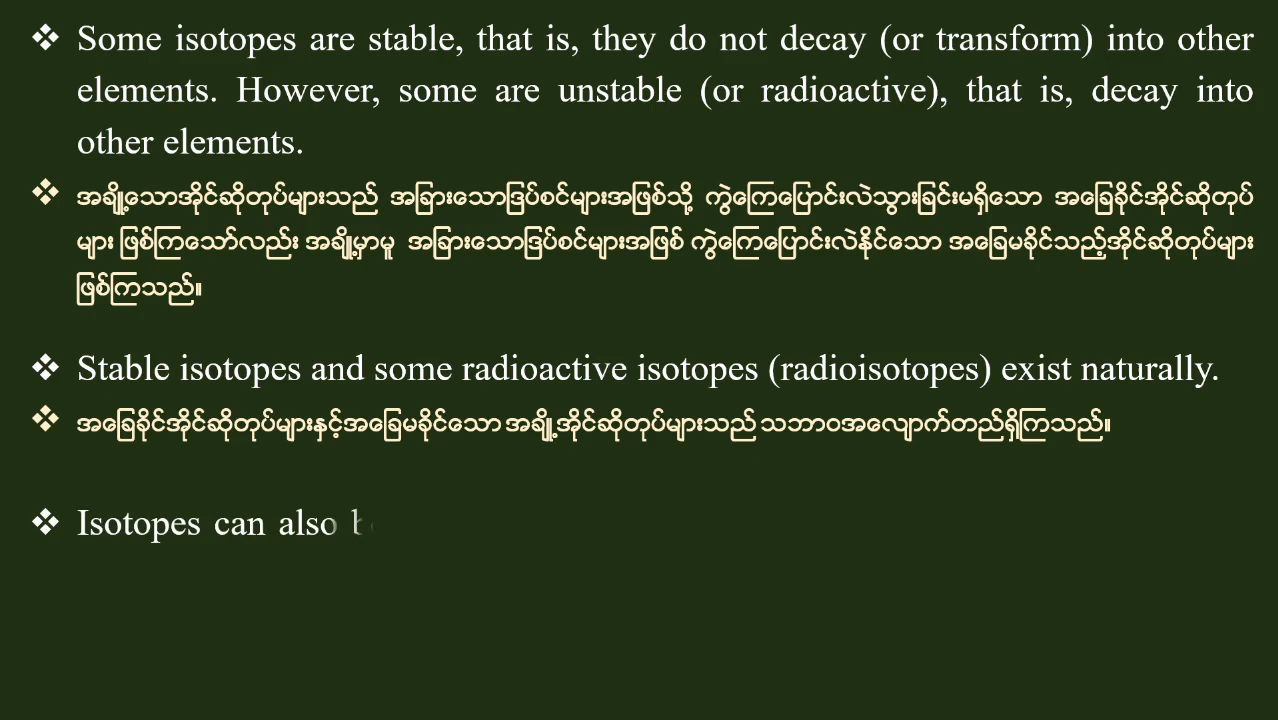 ❖ Some isotopes are stable, that is, they do not decay (or transform) into other
elements. However, some are unstable (or radioactive), that is, decay into
other elements.
❖ အချို့သောအိုင်ဆိုတုပ်များသည် အခြားသောဒြပ်စင်များအဖြစ်သို့ ကွဲကြေပြောင်းလဲသွားခြင်းမရှိသော အခြေခိုင်အိုင်ဆိုတုပ်
များ ဖြစ်ကြသော်လည်း အချို့မှာမူ အခြားသောဒြပ်စင်များအဖြစ် ကွဲကြေပြောင်းလဲနိုင်သော အခြေမခိုင်သည့်အိုင်ဆိုတုပ်များ
ဖြစ်ကြသည်။
❖ Stable isotopes and some radioactive isotopes (radioisotopes) exist naturally.
❖ အခြေခိုင်အိုင်ဆိုတုပ်များနှင့်အခြေမခိုင်သော အချို့အိုင်ဆိုတုပ်များသည် သဘာဝအလျောက်တည်ရှိကြသည်။
❖ Isotopes can also